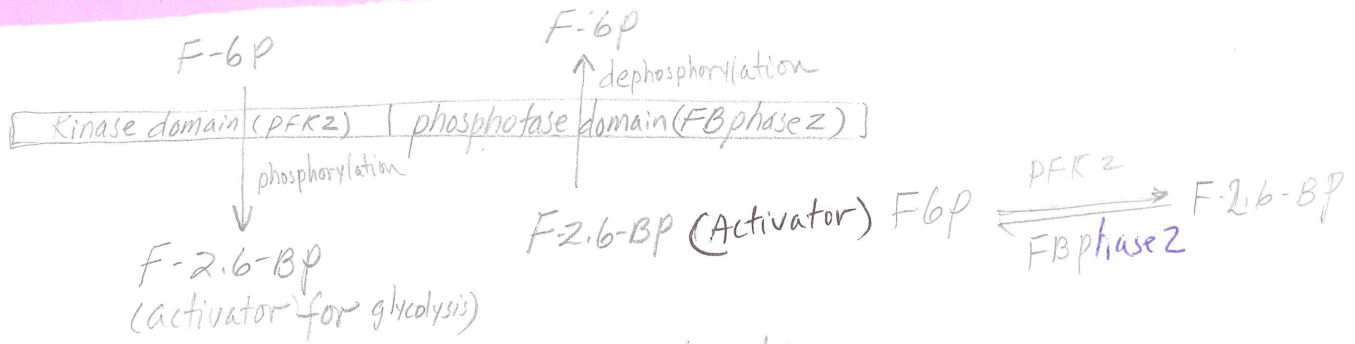 F-6P
F-6P
dephosphorylation
Kinase domain (PFK2) phosphotase domain (FBphase2)
phosphorylation
F-2.6-BP (Activator)
F6P
PFK2
FBphase2
F-2,6-BP
F-2.6-BP
(activator for glycolysis)